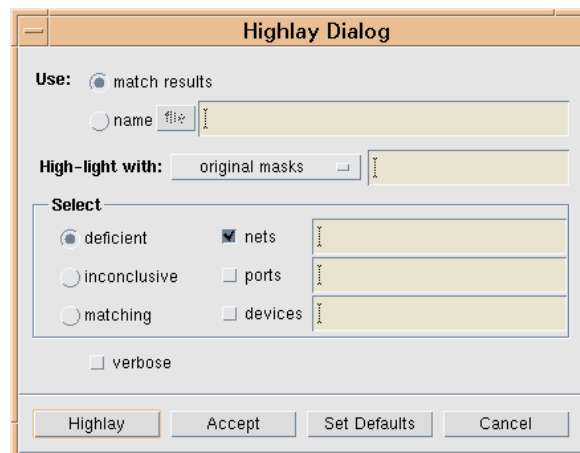 Highlay Dialog
Use: match results
name file
High-light with: original masks
Select
deficient nets
inconclusive ports
matching devices
verbose
Highlay Accept Set Defaults Cancel